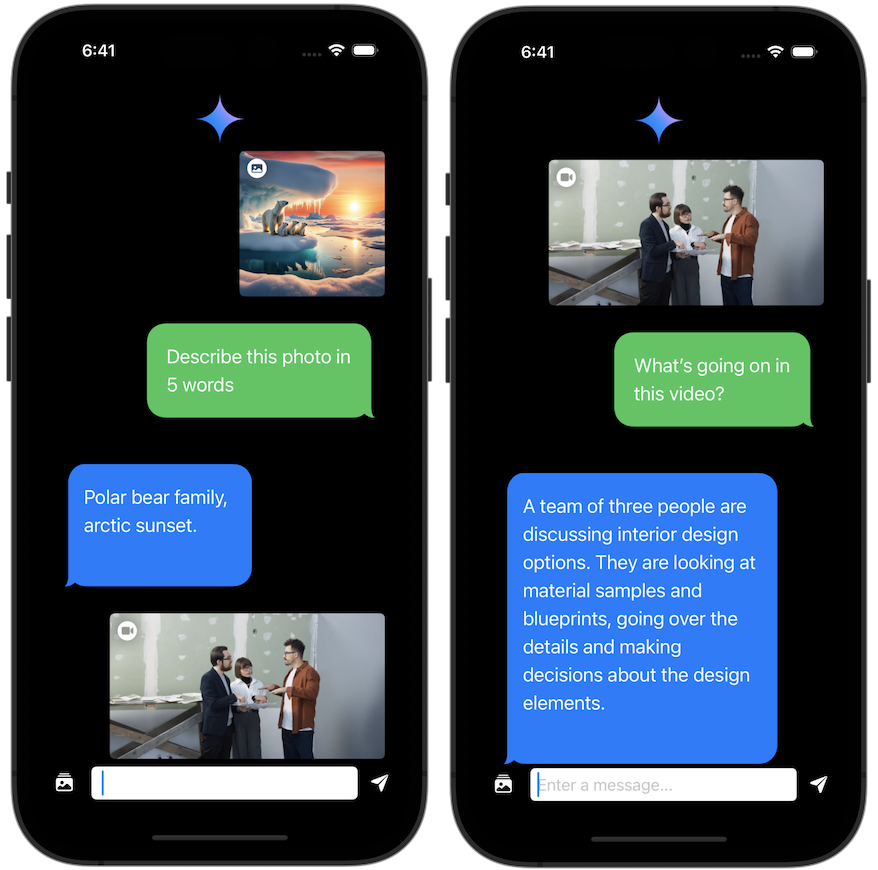 6:41
Describe this photo in
5 words
Polar bear family,
arctic sunset.
6:41
What's going on in
this video?
A team of three people are
discussing interior design
options. They are looking at
material samples and
blueprints, going over the
details and making
decisions about the design
elements.
Enter a message...